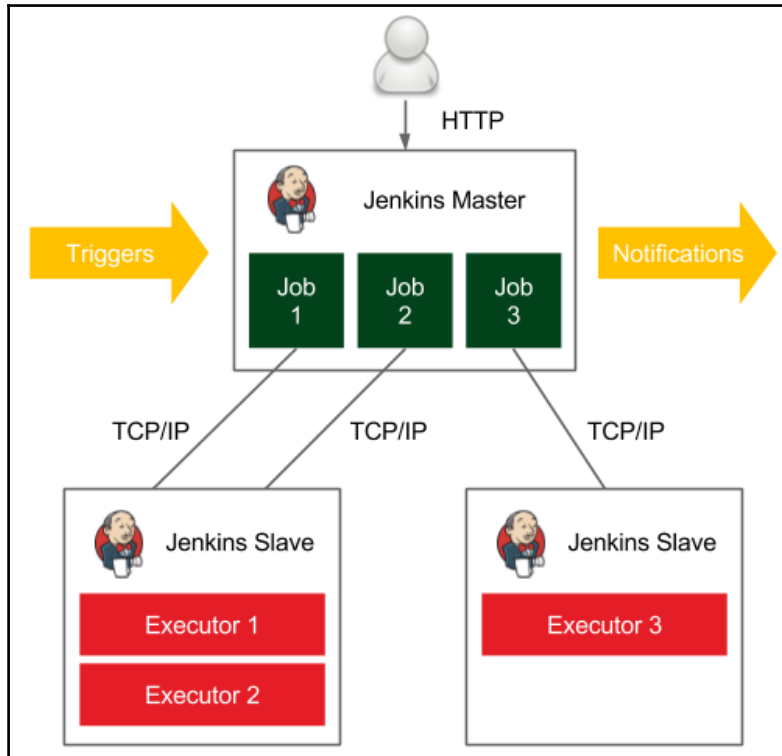 HTTP
Jenkins Master
Triggers
Notifications
Job
1
Job
2
Job
3
TCP/IP
TCP/IP
TCP/IP
Jenkins Slave
Jenkins Slave
Executor 1
Executor 3
Executor 2